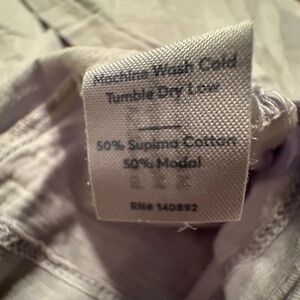 Machine Wash Cold
Tumble Dry Low
50% Supima Cotton
50% Modal
RN# 140892